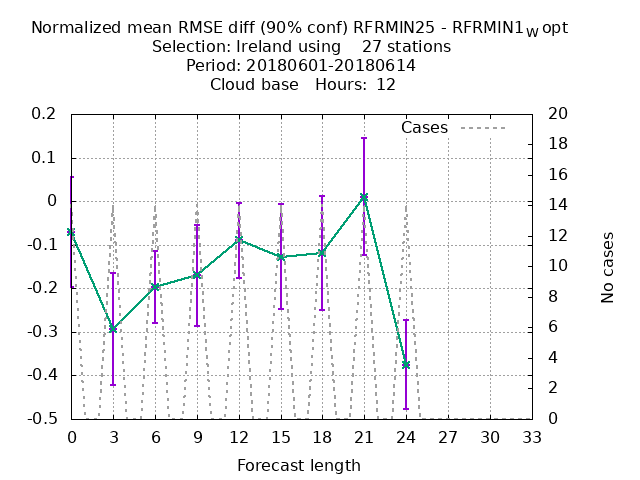 Normalized mean RMSE diff (90% conf) RFRMIN25 - RFRMIN1wopt
Selection: Ireland using 27 stations
Period: 20180601-20180614
Cloud base Hours: 12
Cases
0.2
0.1
0
-0.1
-0.2
-0.3
-0.4
-0.5
20
18
16
14
12
10
8
6
4
2
0
No cases
0 3 6 9 12 15 18 21 24 27 30 33
Forecast length